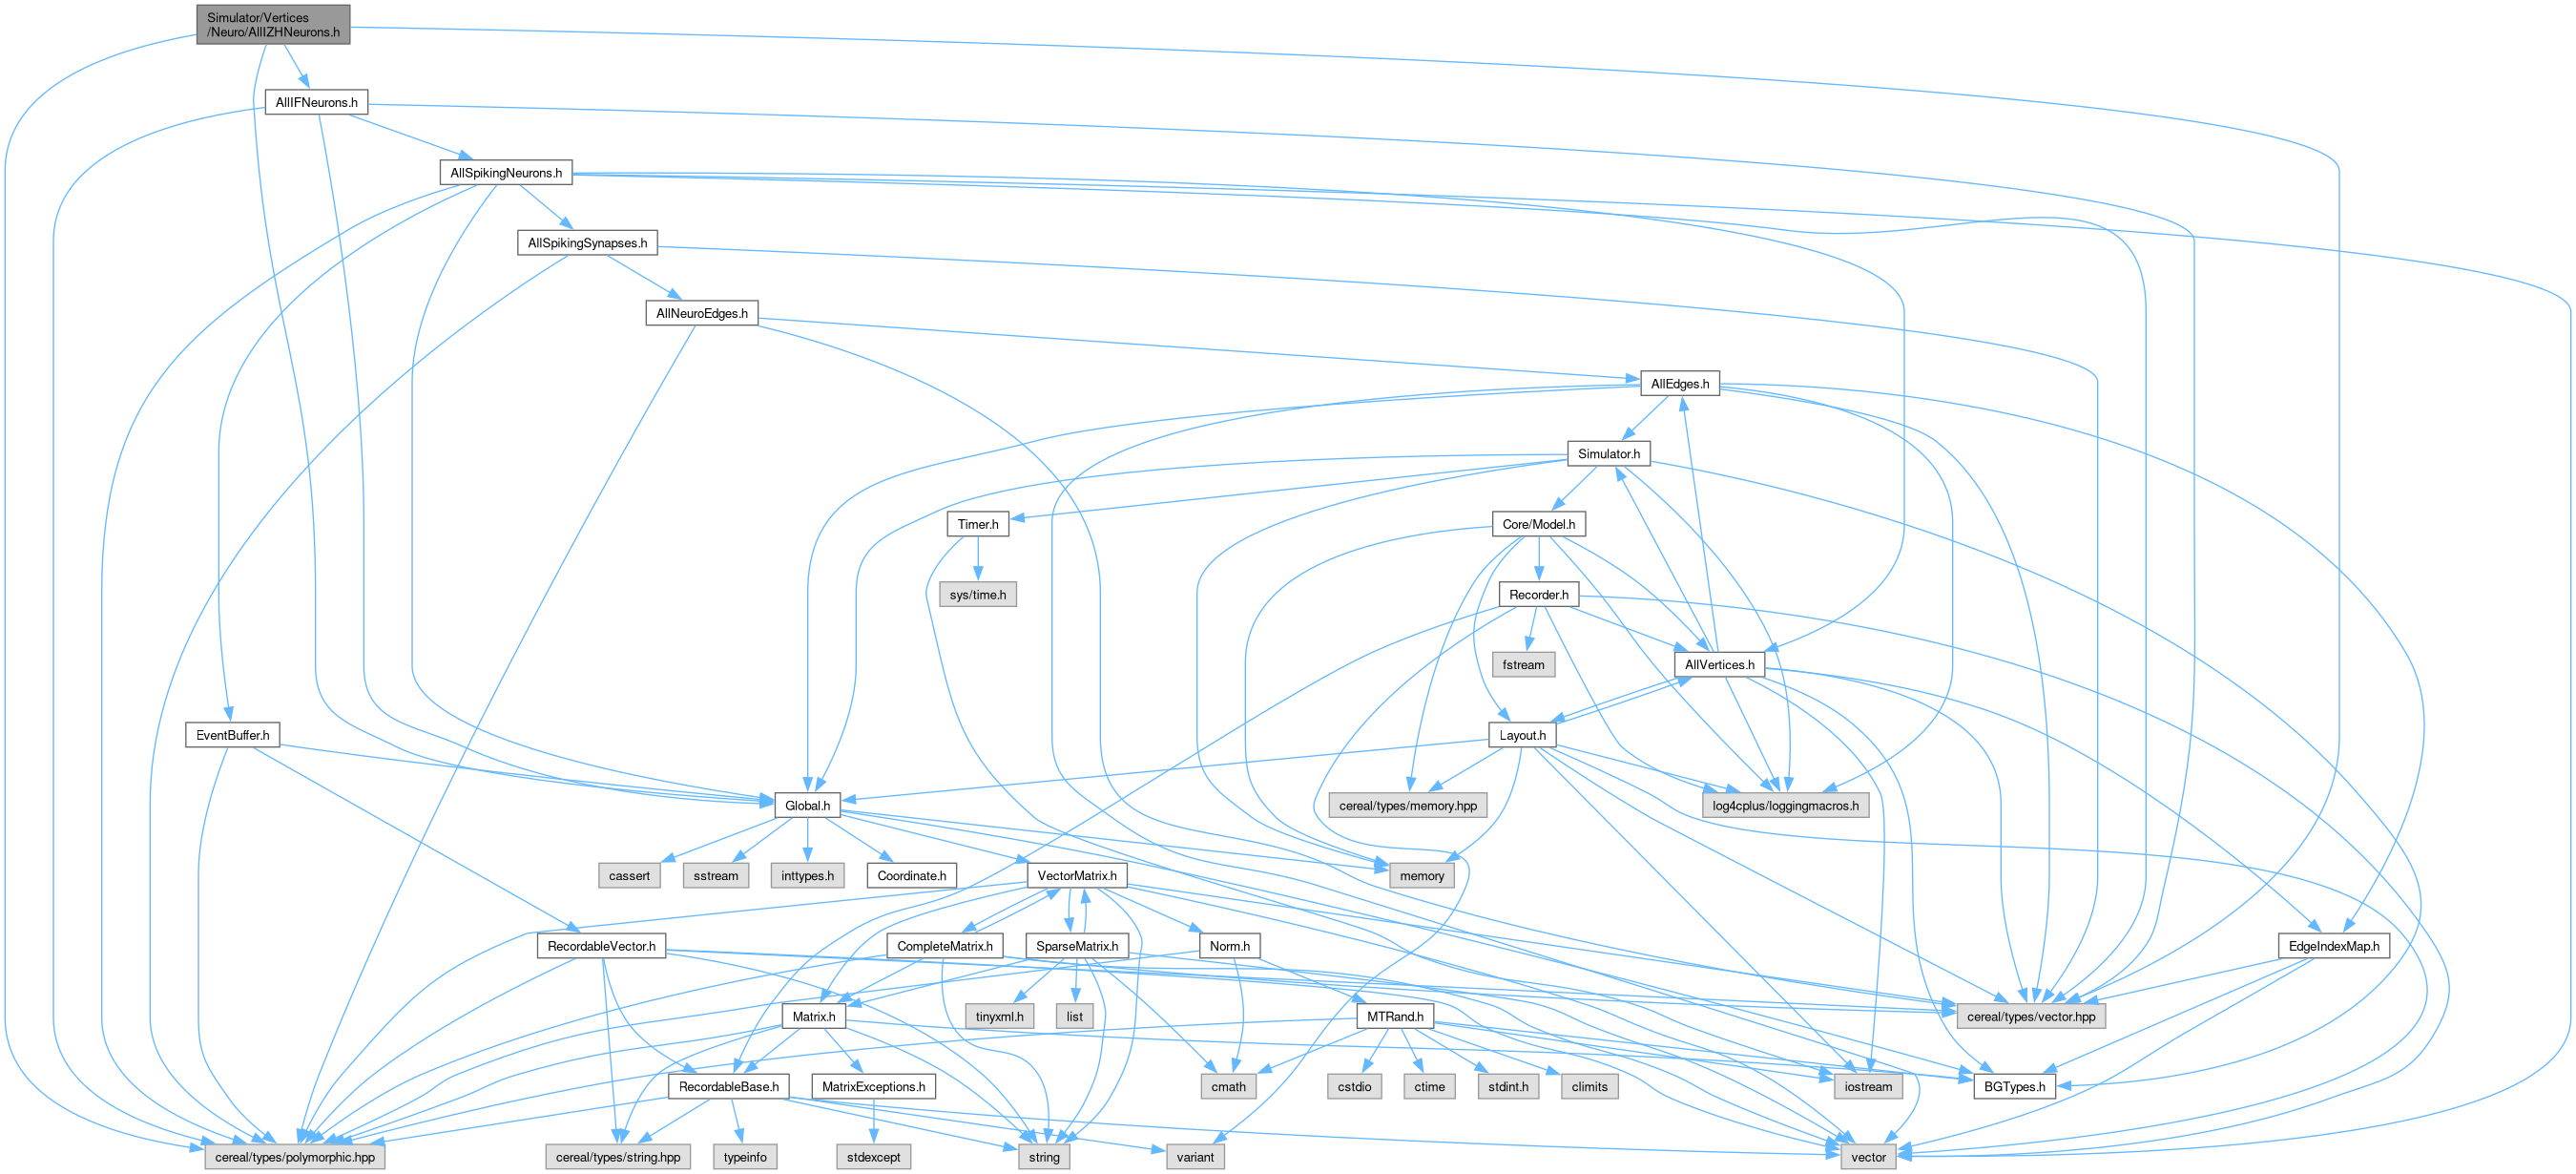 Simulator/Vertices
/Neuro/AllIZHNeurons.h
AllIFNeurons.h
AllSpikingNeurons.h
AllSpikingSynapses.h
AllNeuroEdges.h
AllEdges.h
Simulator.h
Timer.h
Core/Model.h
sys/time.h
Recorder.h
fstream
AllVertices.h
EventBuffer.h
Layout.h
Global.h
cereal/types/memory.hpp
log4cplus/loggingmacros.h
cassert
sstream
inttypes.h
Coordinate.h
VectorMatrix.h
memory
RecordableVector.h
CompleteMatrix.h
SparseMatrix.h
Norm.h
EdgeIndexMap.h
tinyxml.h
list
Matrix.h
MTRand.h
cereal/types/vector.hpp
RecordableBase.h
MatrixExceptions.h
cmath
cstdio
ctime
stdint.h
climits
iostream
BGTypes.h
cereal/types/polymorphic.hpp
cereal/types/string.hpp
typeinfo
stdexcept
string
variant
vector